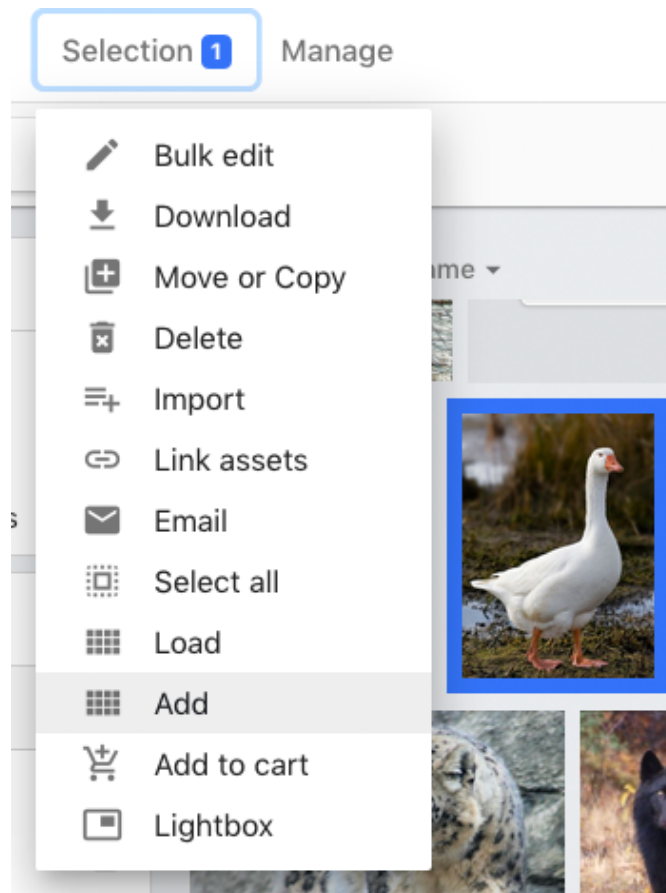 Selection 1 Manage
Bulk edit
Download
Move or Copy
Delete
Import
Link assets
Email
Select all
Load
Add
Add to cart
Lightbox